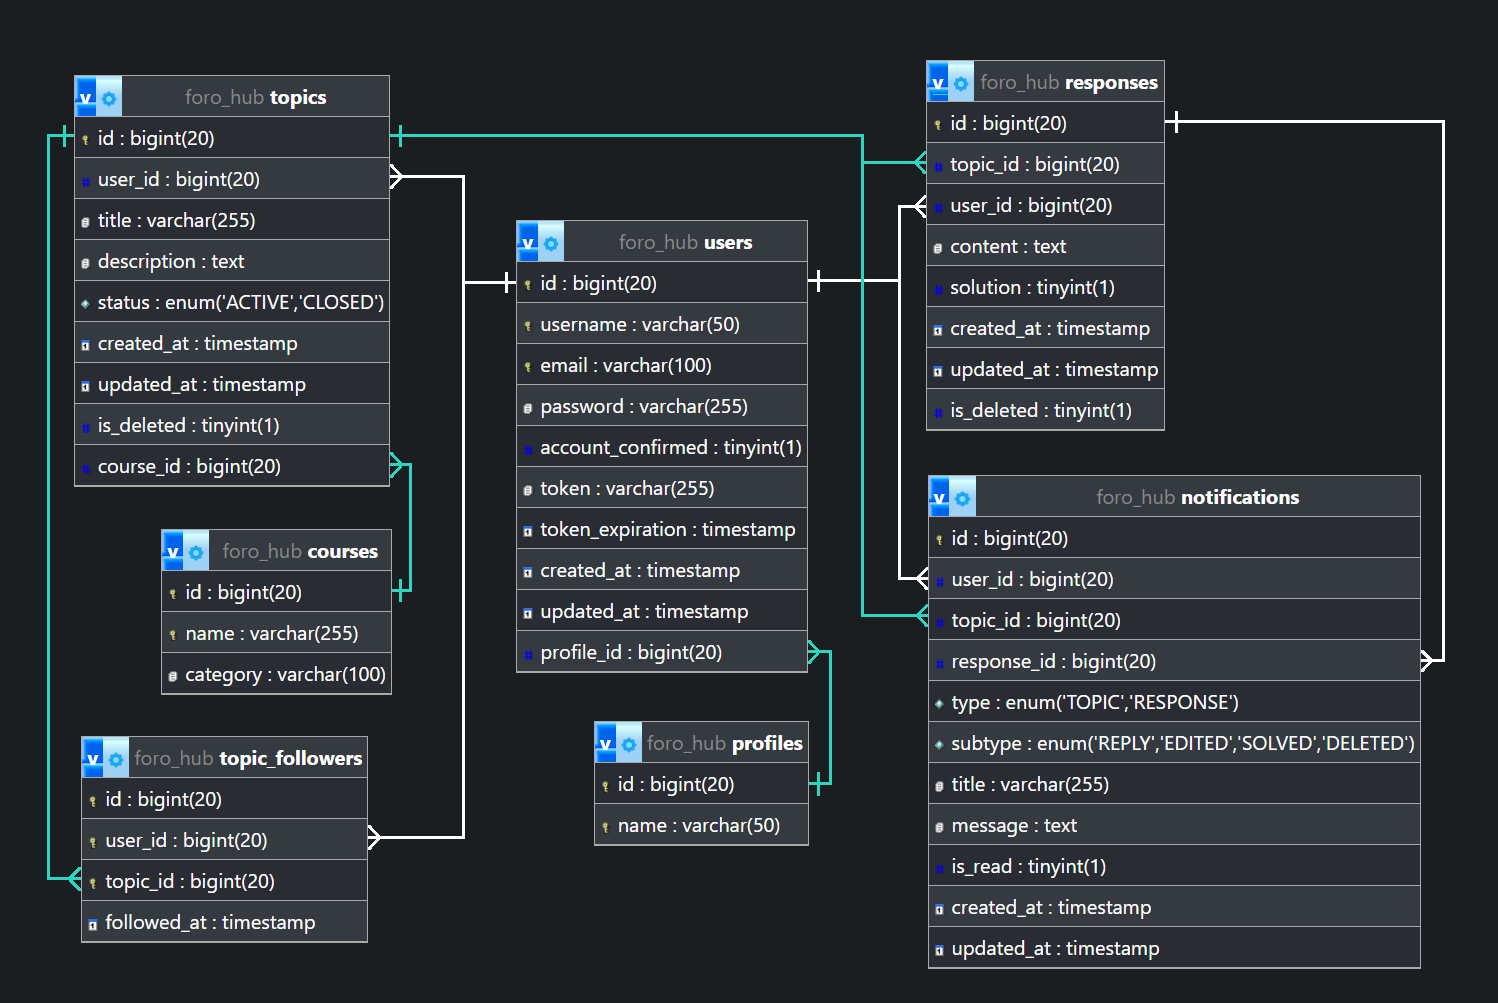 foro_hub topics
id : bigint(20)
user_id : bigint(20)
title : varchar(255)
description : text
status : enum('ACTIVE','CLOSED')
created_at : timestamp
updated_at : timestamp
is_deleted : tinyint(1)
course_id : bigint(20)
foro_hub courses
id : bigint(20)
name : varchar(255)
category : varchar(100)
foro_hub topic_followers
id : bigint(20)
user_id : bigint(20)
topic_id : bigint(20)
followed_at : timestamp
foro_hub users
id : bigint(20)
username : varchar(50)
email : varchar(100)
password : varchar(255)
account_confirmed : tinyint(1)
token : varchar(255)
token_expiration : timestamp
created_at : timestamp
updated_at : timestamp
profile_id : bigint(20)
foro_hub profiles
id : bigint(20)
name : varchar(50)
foro_hub responses
id : bigint(20)
topic_id : bigint(20)
user_id : bigint(20)
content : text
solution : tinyint(1)
created_at : timestamp
updated_at : timestamp
is_deleted : tinyint(1)
foro_hub notifications
id : bigint(20)
user_id : bigint(20)
topic_id : bigint(20)
response_id : bigint(20)
type : enum('TOPIC','RESPONSE')
subtype : enum('REPLY','EDITED','SOLVED','DELETED')
title : varchar(255)
message : text
is_read : tinyint(1)
created_at : timestamp
updated_at : timestamp